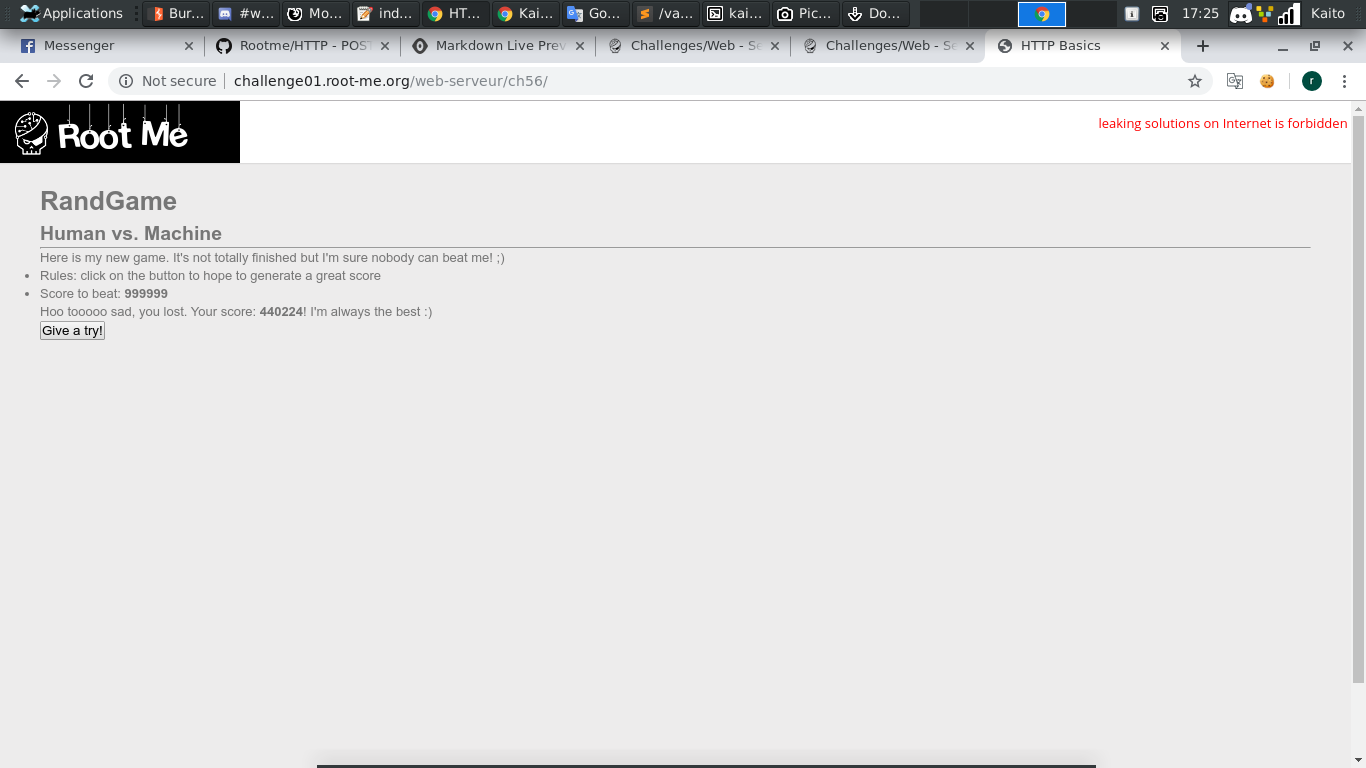 Applications Bur... #w... Mo... ind... HT... Kai... Go... /va... kai... Pic... Do... 17:25 Kaito
Messenger Rootme/HTTP - POST Markdown Live Prev Challenges/Web - Se Challenges/Web - Se HTTP Basics
Not secure challenge01.root-me.org/web-serveur/ch56/ r
Root Me
leaking solutions on Internet is forbidden
RandGame
Human vs. Machine
Here is my new game. It's not totally finished but I'm sure nobody can beat me! ;)
• Rules: click on the button to hope to generate a great score
• Score to beat: 999999
Hoo tooooo sad, you lost. Your score: 440224! I'm always the best :)
Give a try!